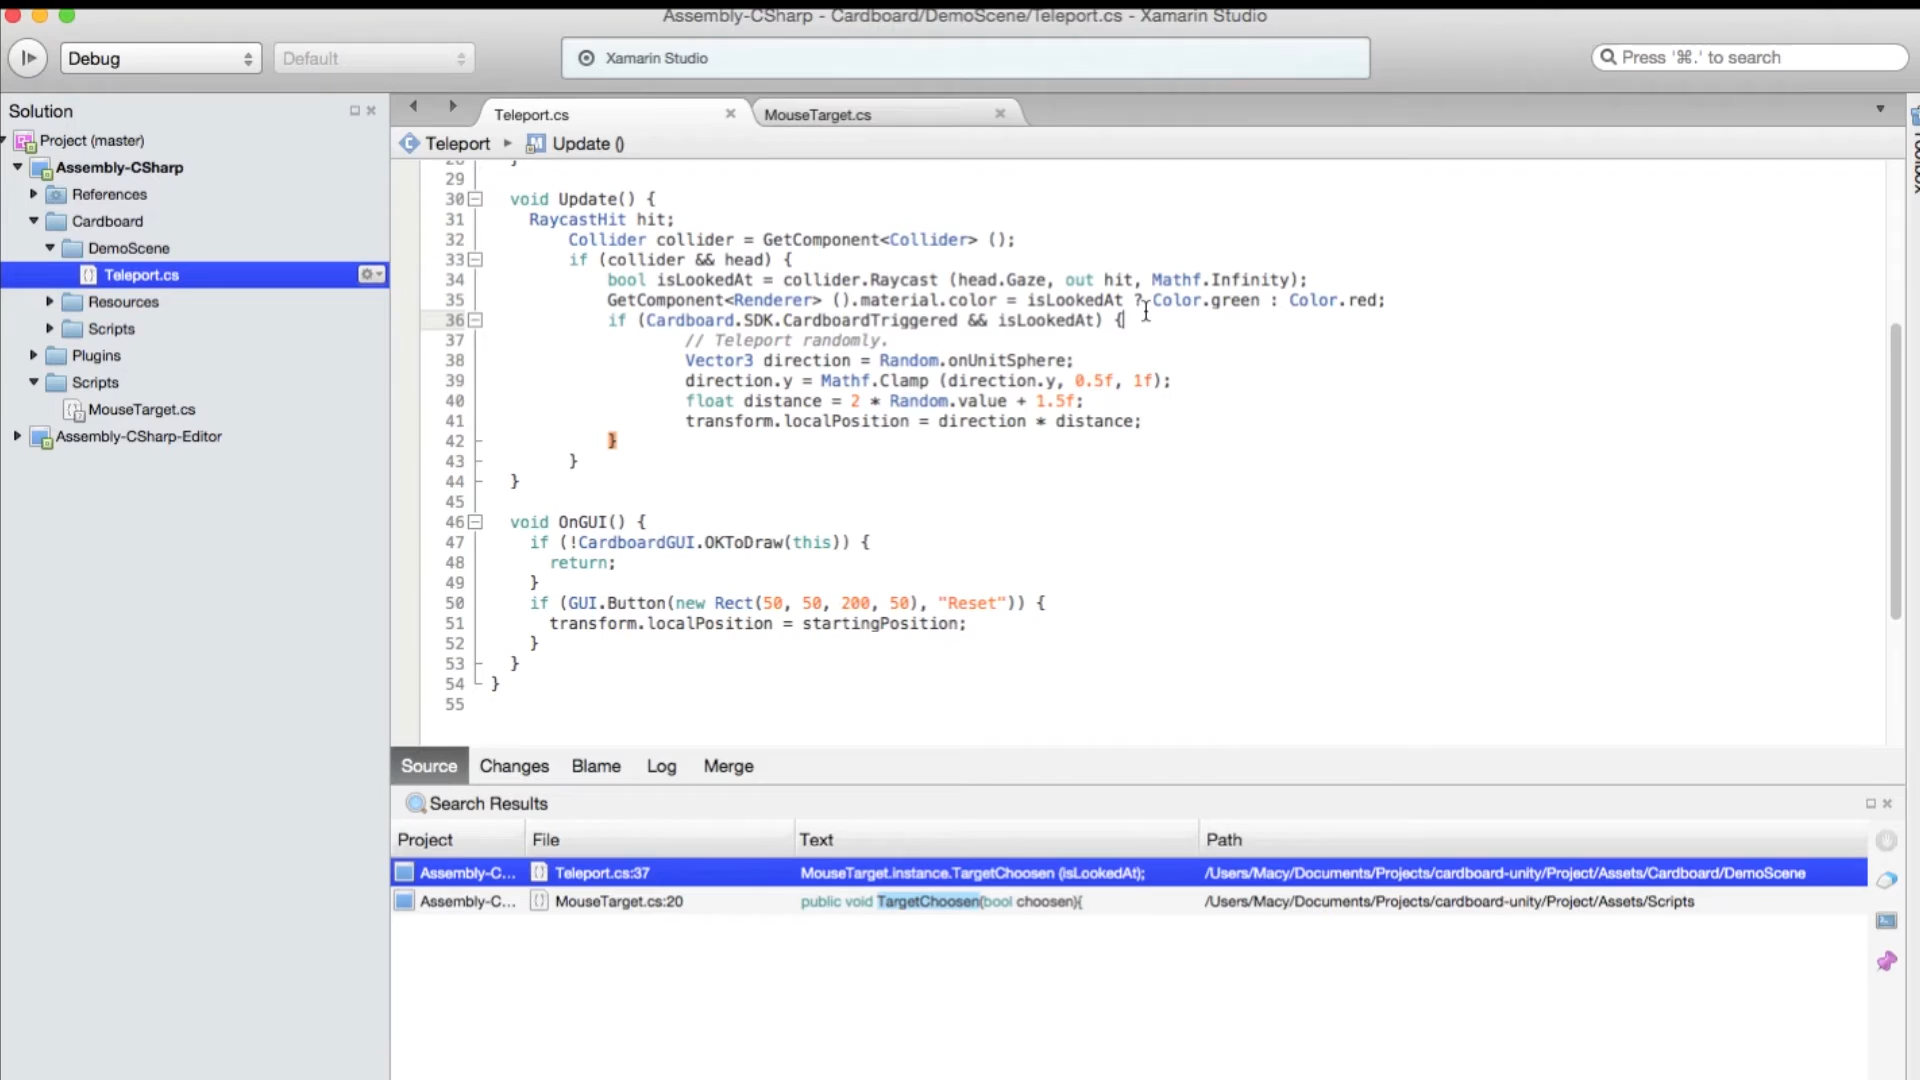 Assembly-CSharp - Cardboard/DemoScene/Teleport.cs - Xamarin Studio
Debug
Default
Xamarin Studio
Press '⌘.' to search
Solution
Project (master)
Assembly-CSharp
References
Cardboard
DemoScene
Teleport.cs
Resources
Scripts
Plugins
Scripts
MouseTarget.cs
Assembly-CSharp-Editor
Teleport.cs
MouseTarget.cs
Teleport
Update ()
28 }
29
30 void Update() {
31 RaycastHit hit;
32 Collider collider = GetComponent<Collider> ();
33 if (collider && head) {
34 bool isLookedAt = collider.Raycast (head.Gaze, out hit, Mathf.Infinity);
35 GetComponent<Renderer> ().material.color = isLookedAt ? Color.green : Color.red;
36 if (Cardboard.SDK.CardboardTriggered && isLookedAt) {
37 // Teleport randomly.
38 Vector3 direction = Random.onUnitSphere;
39 direction.y = Mathf.Clamp (direction.y, 0.5f, 1f);
40 float distance = 2 * Random.value + 1.5f;
41 transform.localPosition = direction * distance;
42 }
43 }
44 }
45
46 void OnGUI() {
47 if (!CardboardGUI.OKToDraw(this)) {
48 return;
49 }
50 if (GUI.Button(new Rect(50, 50, 200, 50), "Reset")) {
51 transform.localPosition = startingPosition;
52 }
53 }
54 }
55
Source Changes Blame Log Merge
Search Results
Project File Text Path
Assembly-C... Teleport.cs:37 MouseTarget.instance.TargetChoosen (isLookedAt); /Users/Macy/Documents/Projects/cardboard-unity/Project/Assets/Cardboard/DemoScene
Assembly-C... MouseTarget.cs:20 public void TargetChoosen(bool choosen){ /Users/Macy/Documents/Projects/cardboard-unity/Project/Assets/Scripts